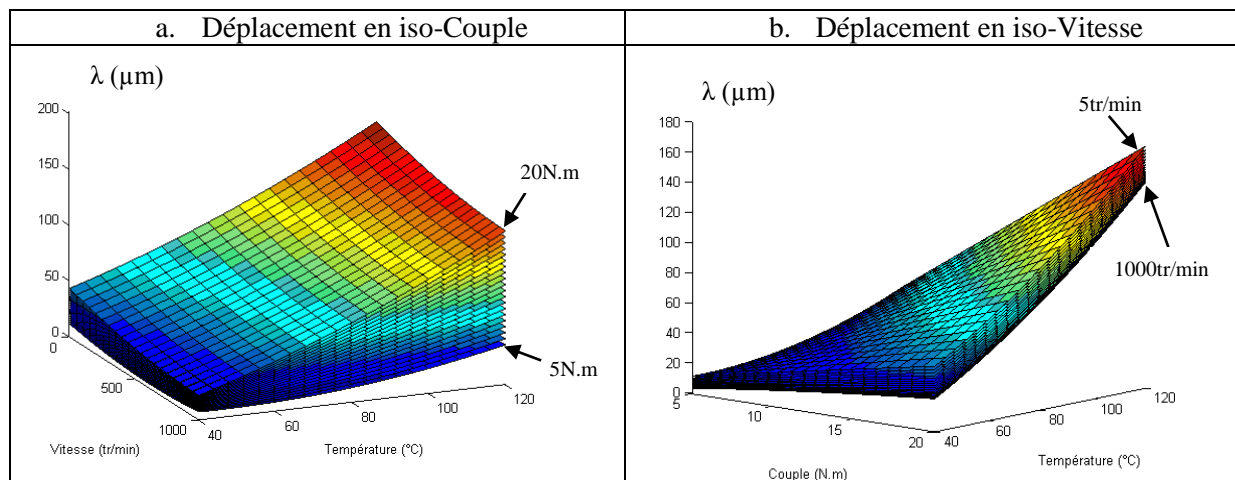 a. Déplacement en iso-Couple
b. Déplacement en iso-Vitesse
λ (µm)
200
150
100
50
0
0
500
1000
40
60
80
100
120
Vitesse (tr/min)
Température (°C)
20N.m
5N.m
λ (µm)
180
160
140
120
100
80
60
40
20
0
5
10
15
20
40
60
80
100
120
Couple (N.m)
Température (°C)
5tr/min
1000tr/min